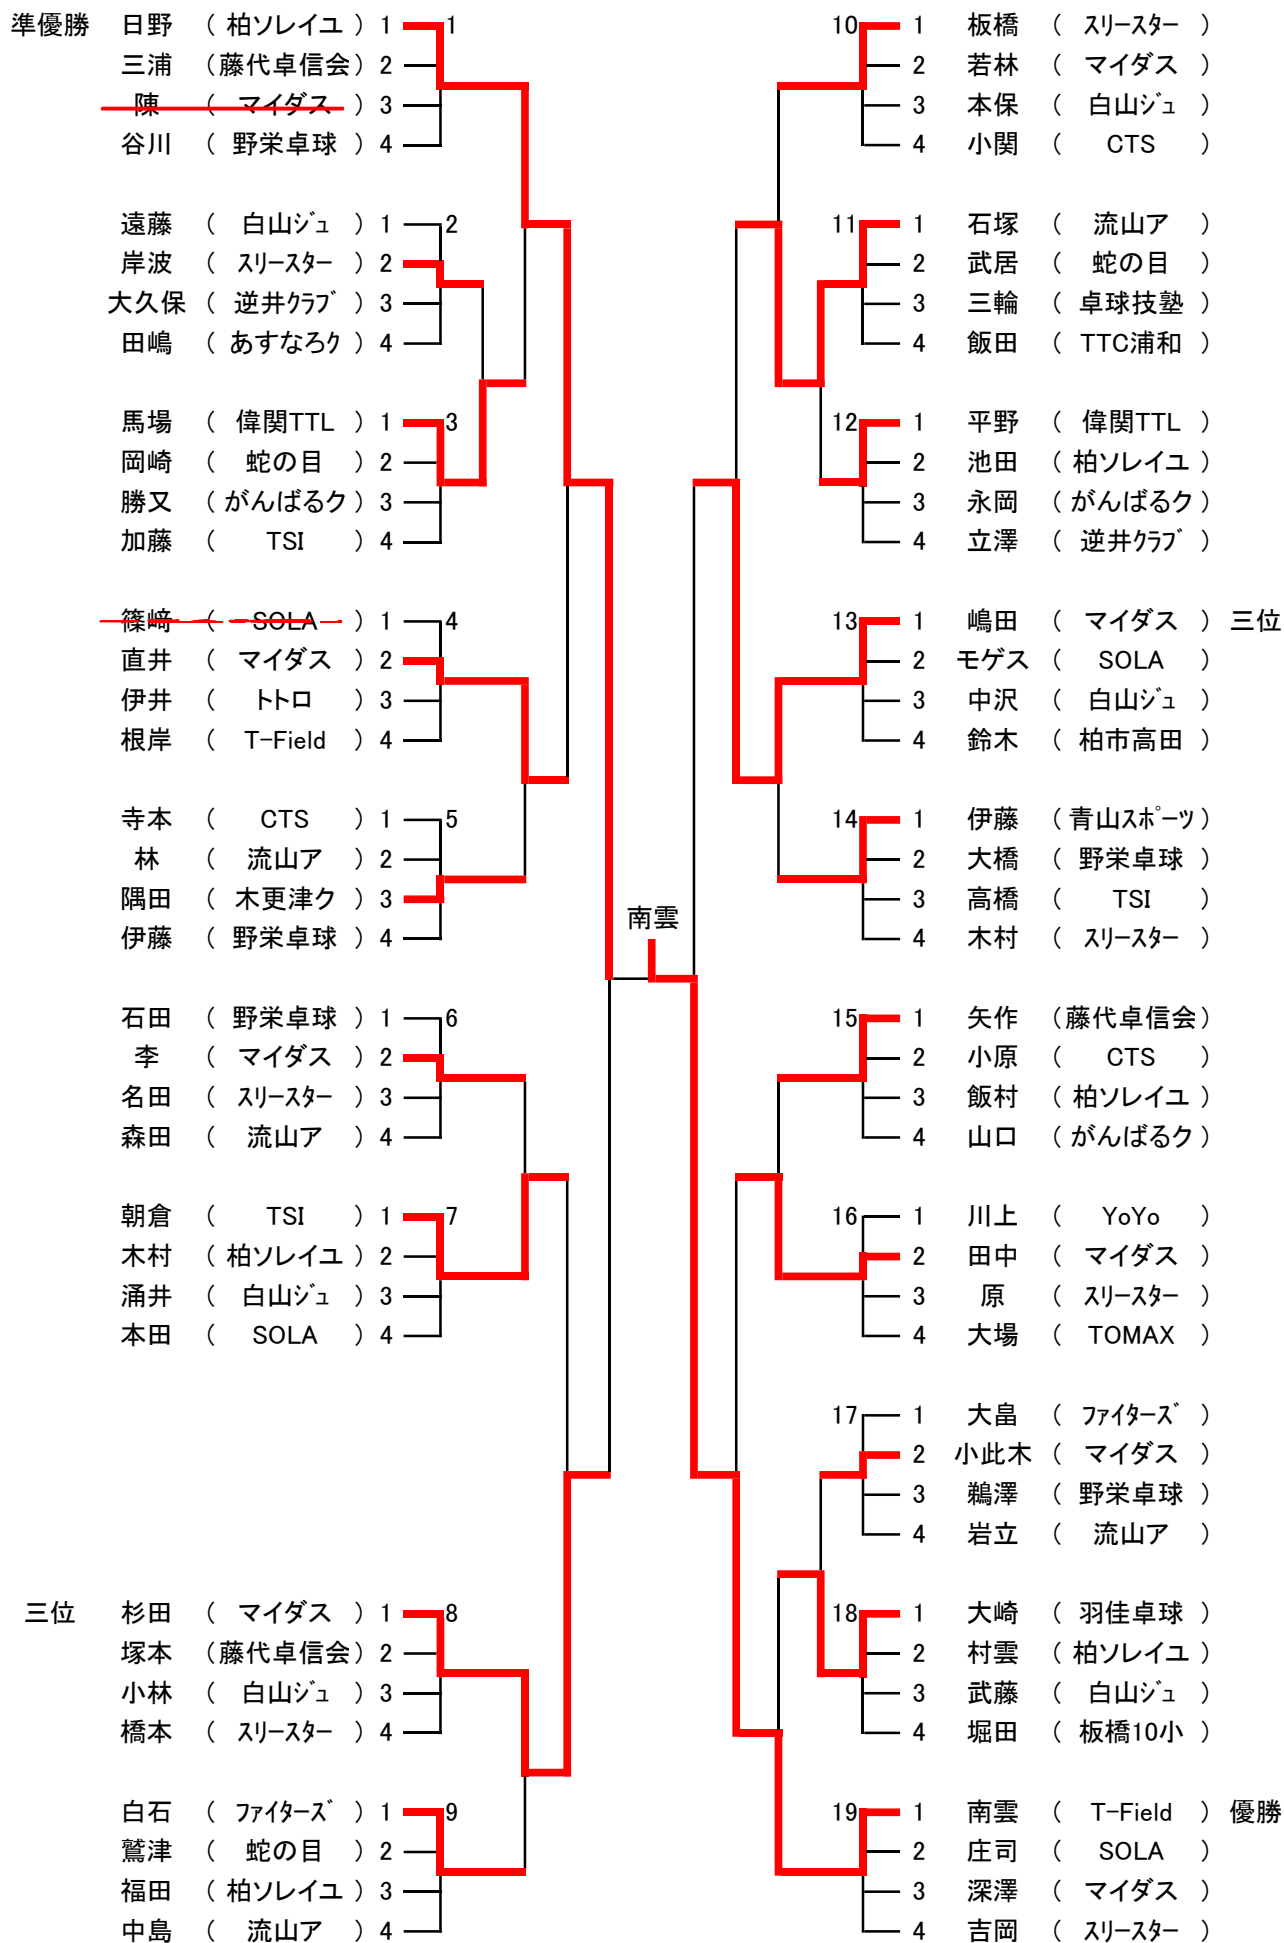 準優勝 日野 ( 柏ソレイユ ) 1 1
三浦 ( 藤代卓信会 ) 2
陳 ( マイダス ) 3
谷川 ( 野栄卓球 ) 4
遠藤 ( 白山ジュ ) 1 2
岸波 ( スリースター ) 2
大久保 ( 逆井クラブ ) 3
田嶋 ( あすなろク ) 4
馬場 ( 偉関TTL ) 1 3
岡崎 ( 蛇の目 ) 2
勝又 ( がんばるク ) 3
加藤 ( TSI ) 4
篠﨑 ( SOLA ) 1 4
直井 ( マイダス ) 2
伊井 ( トトロ ) 3
根岸 ( T-Field ) 4
寺本 ( CTS ) 1 5
林 ( 流山ア ) 2
隅田 ( 木更津ク ) 3
伊藤 ( 野栄卓球 ) 4
石田 ( 野栄卓球 ) 1 6
李 ( マイダス ) 2
名田 ( スリースター ) 3
森田 ( 流山ア ) 4
朝倉 ( TSI ) 1 7
木村 ( 柏ソレイユ ) 2
涌井 ( 白山ジュ ) 3
本田 ( SOLA ) 4
三位 杉田 ( マイダス ) 1 8
塚本 ( 藤代卓信会 ) 2
小林 ( 白山ジュ ) 3
橋本 ( スリースター ) 4
白石 ( ファイターズ ) 1 9
鷲津 ( 蛇の目 ) 2
福田 ( 柏ソレイユ ) 3
中島 ( 流山ア ) 4
南雲
10 1 板橋 ( スリースター )
2 若林 ( マイダス )
3 本保 ( 白山ジュ )
4 小関 ( CTS )
11 1 石塚 ( 流山ア )
2 武居 ( 蛇の目 )
3 三輪 ( 卓球技塾 )
4 飯田 ( TTC浦和 )
12 1 平野 ( 偉関TTL )
2 池田 ( 柏ソレイユ )
3 永岡 ( がんばるク )
4 立澤 ( 逆井クラブ )
13 1 嶋田 ( マイダス ) 三位
2 モゲス ( SOLA )
3 中沢 ( 白山ジュ )
4 鈴木 ( 柏市高田 )
14 1 伊藤 ( 青山スポーツ )
2 大橋 ( 野栄卓球 )
3 高橋 ( TSI )
4 木村 ( スリースター )
15 1 矢作 ( 藤代卓信会 )
2 小原 ( CTS )
3 飯村 ( 柏ソレイユ )
4 山口 ( がんばるク )
16 1 川上 ( YoYo )
2 田中 ( マイダス )
3 原 ( スリースター )
4 大場 ( TOMAX )
17 1 大畠 ( ファイターズ )
2 小此木 ( マイダス )
3 鵜澤 ( 野栄卓球 )
4 岩立 ( 流山ア )
18 1 大崎 ( 羽佳卓球 )
2 村雲 ( 柏ソレイユ )
3 武藤 ( 白山ジュ )
4 堀田 ( 板橋10小 )
19 1 南雲 ( T-Field ) 優勝
2 庄司 ( SOLA )
3 深澤 ( マイダス )
4 吉岡 ( スリースター )